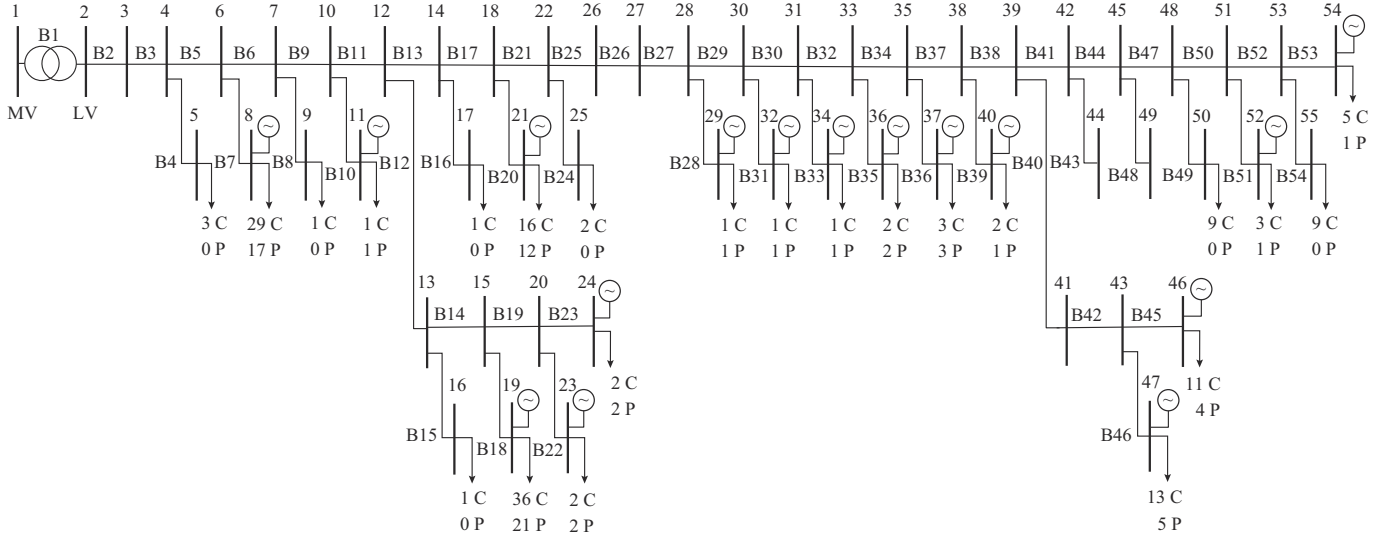 1 2 3 4 6 7 10 12 14 18 22 26 27 28 30 31 33 35 38 39 42 45 48 51 53 54
B1
~
B2 B3 B5 B6 B9 B11 B13 B17 B21 B25 B26 B27 B29 B30 B32 B34 B37 B38 B41 B44 B47 B50 B52 B53
MV LV
5 8 9 11 17 21 25 29 32 34 36 37 40 44 49 50 52 55
~ ~ ~ ~ ~ ~ ~ ~ ~ ~
5 C
1 P
B4 B7 B8 B10 B12 B16 B20 B24 B28 B31 B33 B35 B36 B39 B40 B43 B48 B49 B51 B54
3 C 29 C 1 C 1 C 1 C 16 C 2 C 1 C 1 C 1 C 2 C 3 C 2 C 9 C 3 C 9 C
0 P 17 P 0 P 1 P 0 P 12 P 0 P 1 P 1 P 1 P 2 P 3 P 1 P 0 P 1 P 0 P
13 15 20 24 41 43 46
~ ~
B14 B19 B23 B42 B45
16 19 23 2 C 47 11 C
~ ~ ~
2 P 4 P
B15 B18 B22 B46
1 C 36 C 2 C 13 C
0 P 21 P 2 P 5 P